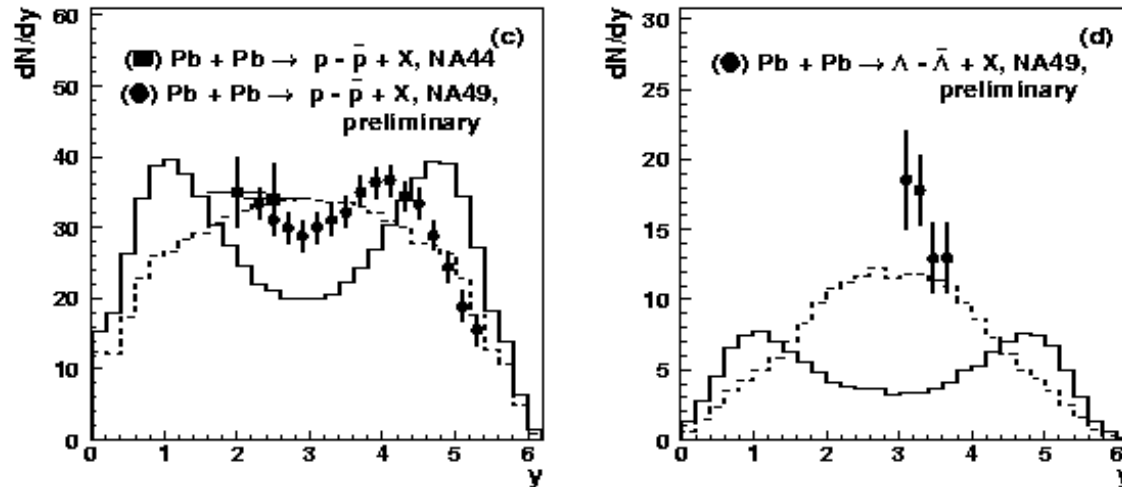 dN/dy
60
50
40
30
20
10
0
(c)
(■) Pb + Pb → p - p̄ + X, NA44
(●) Pb + Pb → p - p̄ + X, NA49,
preliminary
0 1 2 3 4 5 6
y
dN/dy
30
25
20
15
10
5
0
(d)
(●) Pb + Pb → Λ - Λ̄ + X, NA49,
preliminary
0 1 2 3 4 5 6
y